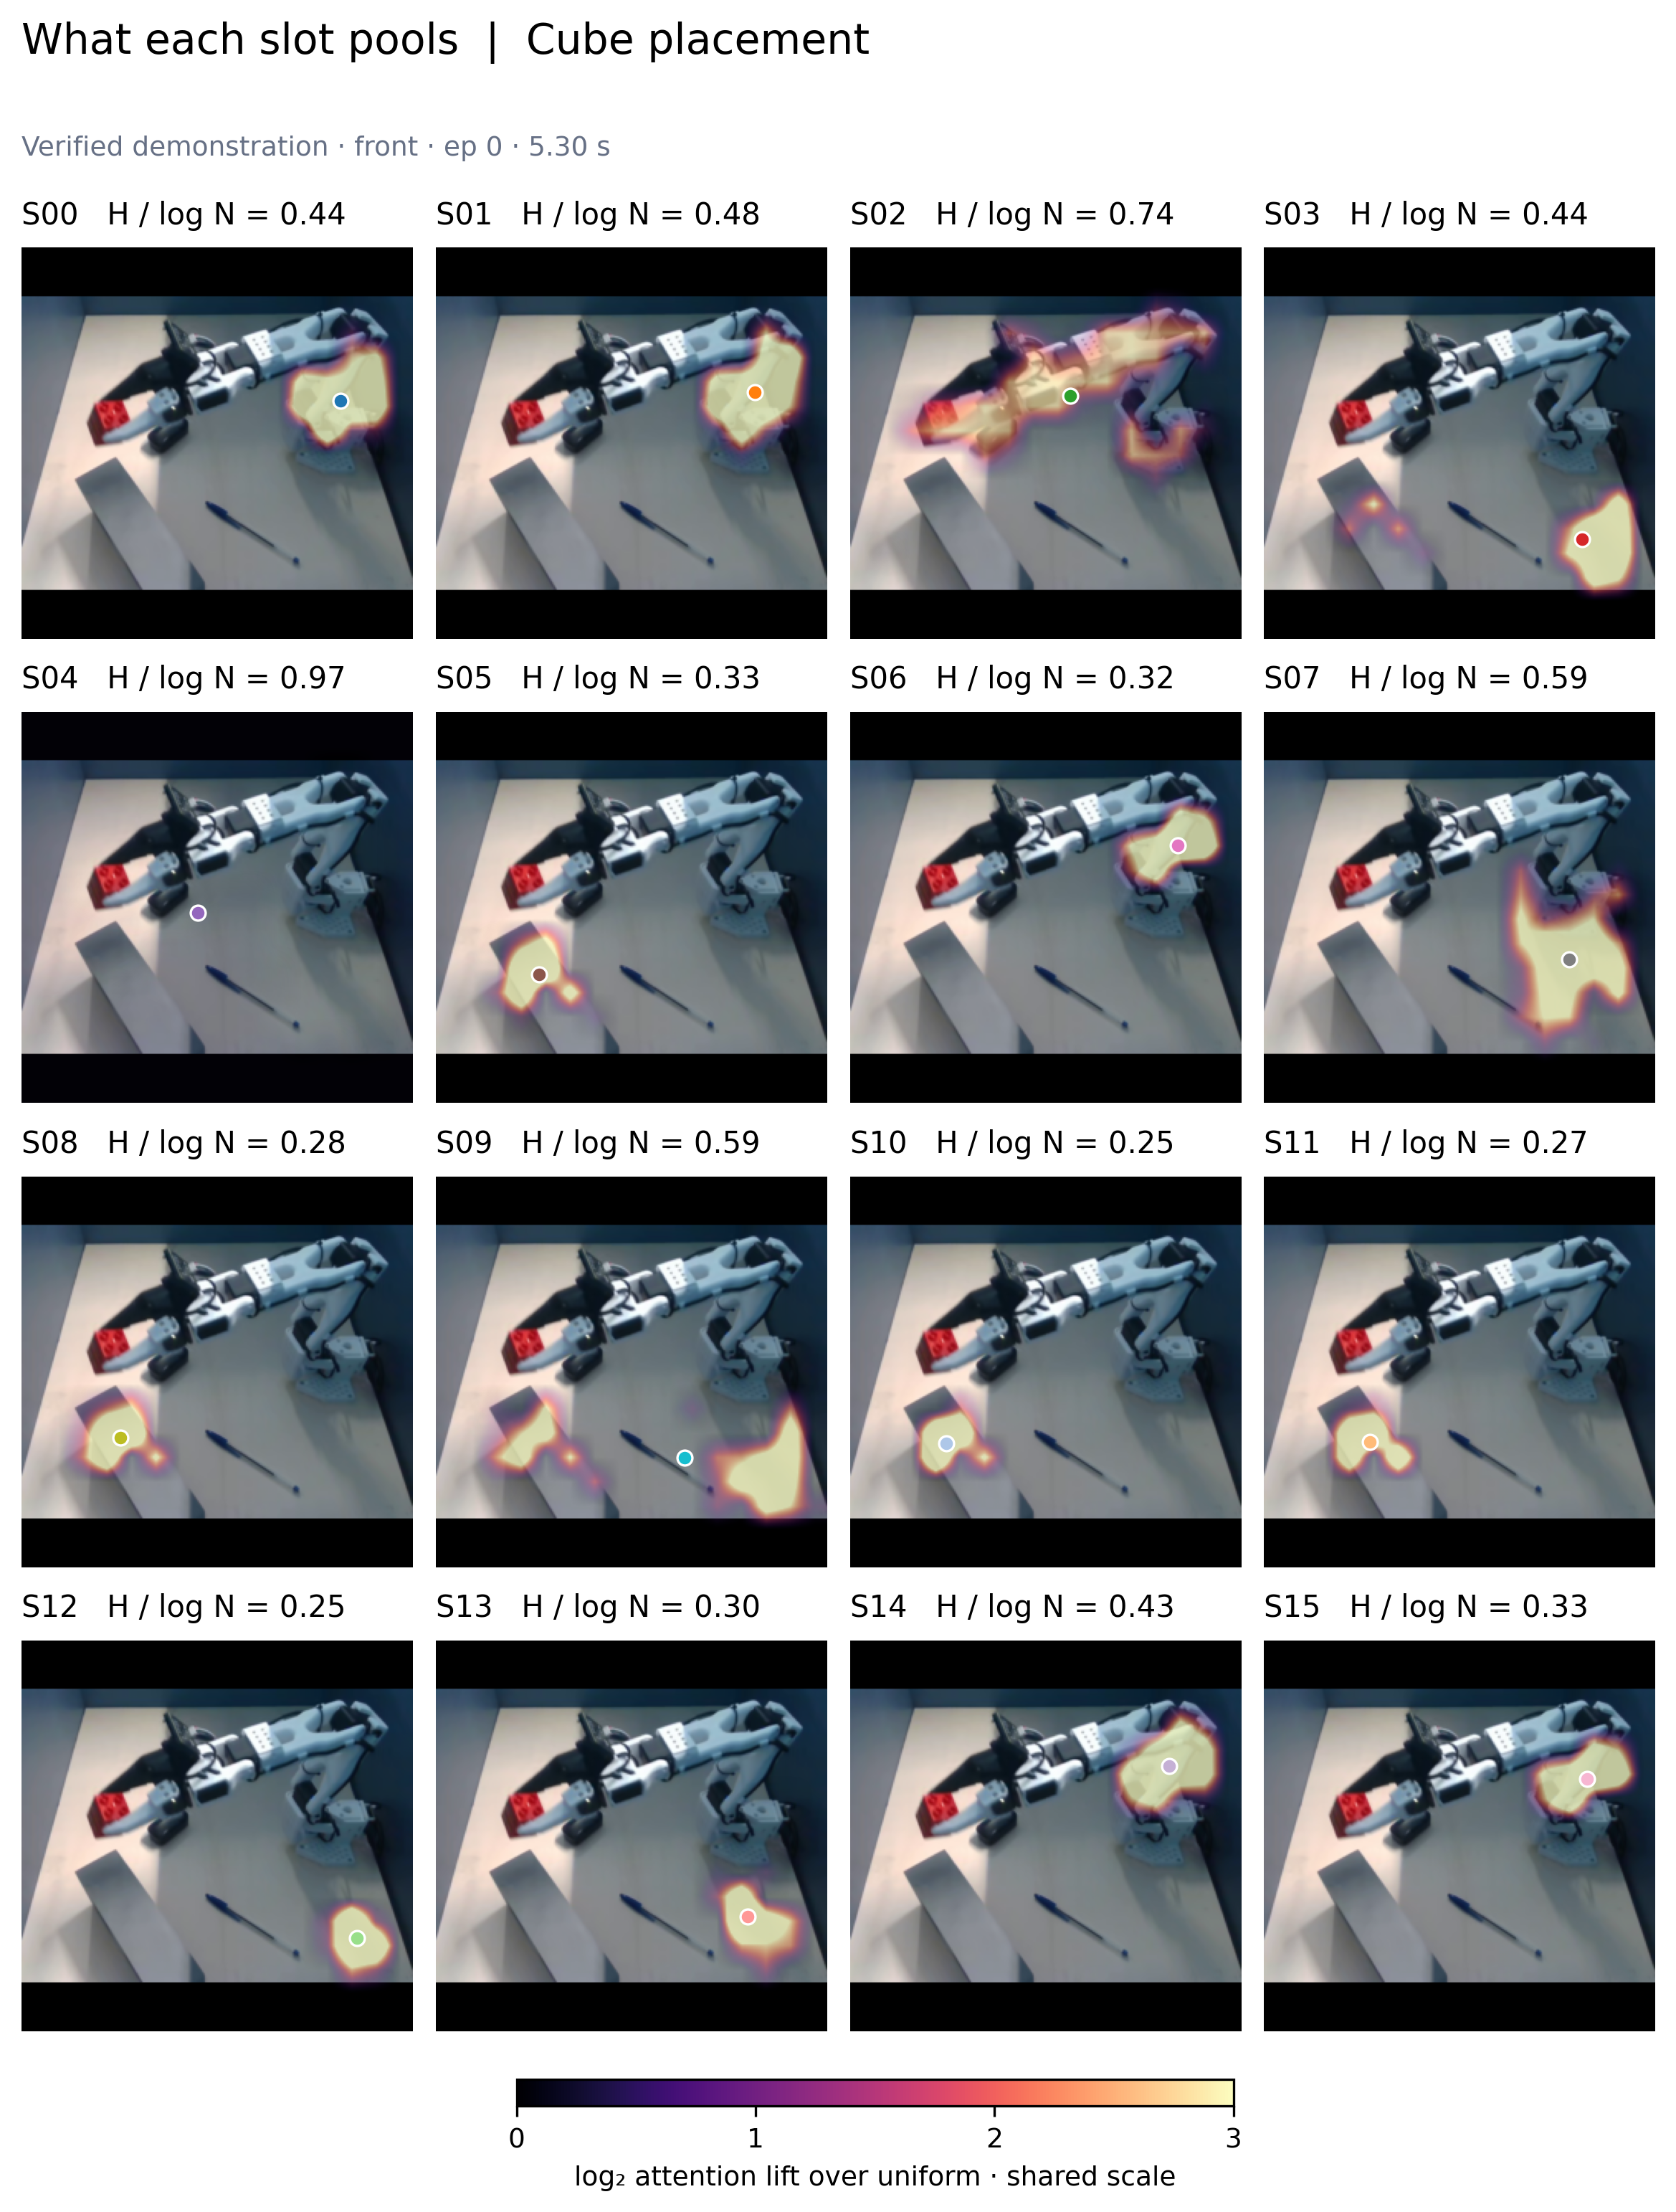 What each slot pools | Cube placement
Verified demonstration · front · ep 0 · 5.30 s
S00 H / log N = 0.44
S01 H / log N = 0.48
S02 H / log N = 0.74
S03 H / log N = 0.44
S04 H / log N = 0.97
S05 H / log N = 0.33
S06 H / log N = 0.32
S07 H / log N = 0.59
S08 H / log N = 0.28
S09 H / log N = 0.59
S10 H / log N = 0.25
S11 H / log N = 0.27
S12 H / log N = 0.25
S13 H / log N = 0.30
S14 H / log N = 0.43
S15 H / log N = 0.33
0 1 2 3
log₂ attention lift over uniform · shared scale